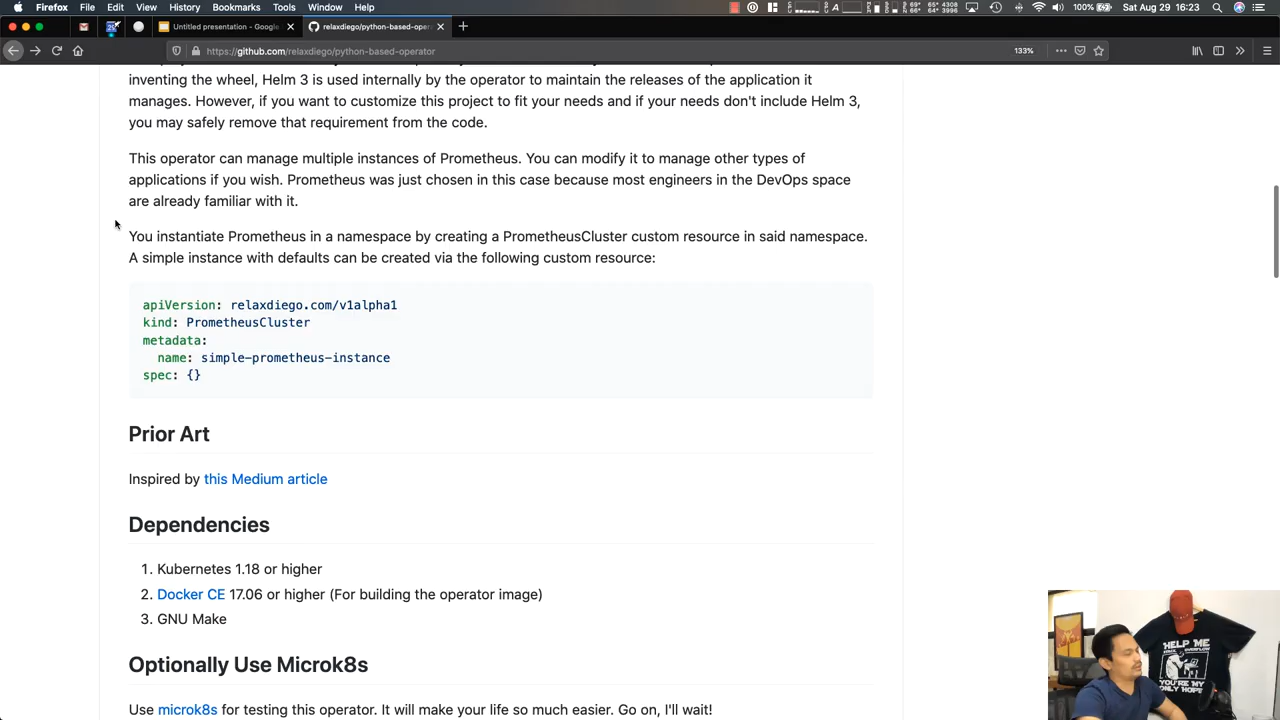 Firefox File Edit View History Bookmarks Tools Window Help
100% Sat Aug 29 16:23
Untitled presentation - Google
relaxdiego/python-based-oper
https://github.com/relaxdiego/python-based-operator
133%
inventing the wheel, Helm 3 is used internally by the operator to maintain the releases of the application it
manages. However, if you want to customize this project to fit your needs and if your needs don't include Helm 3,
you may safely remove that requirement from the code.
This operator can manage multiple instances of Prometheus. You can modify it to manage other types of
applications if you wish. Prometheus was just chosen in this case because most engineers in the DevOps space
are already familiar with it.
You instantiate Prometheus in a namespace by creating a PrometheusCluster custom resource in said namespace.
A simple instance with defaults can be created via the following custom resource:
apiVersion: relaxdiego.com/v1alpha1
kind: PrometheusCluster
metadata:
name: simple-prometheus-instance
spec: {}
Prior Art
Inspired by this Medium article
Dependencies
1. Kubernetes 1.18 or higher
2. Docker CE 17.06 or higher (For building the operator image)
3. GNU Make
Optionally Use Microk8s
Use microk8s for testing this operator. It will make your life so much easier. Go on, I'll wait!
HELP ME
YOU'RE MY
ONLY HOPE